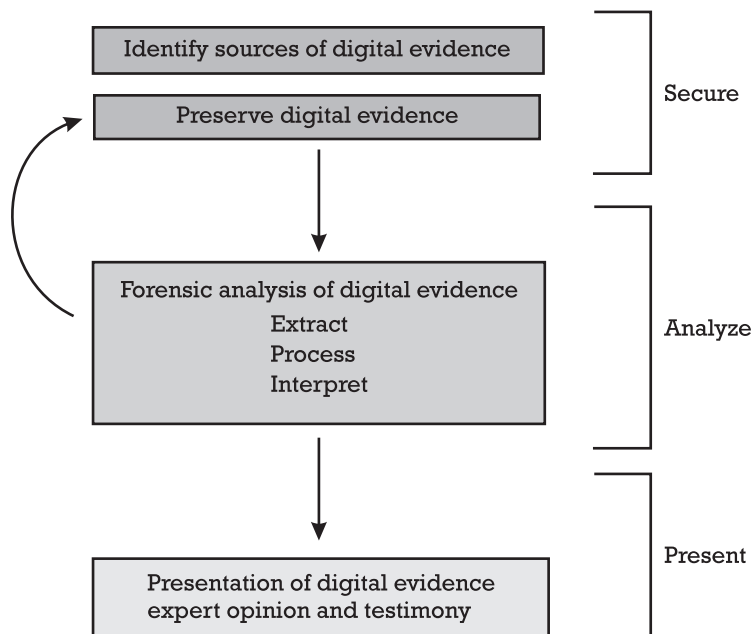 Identify sources of digital evidence
Secure
Preserve digital evidence
Forensic analysis of digital evidence
Extract
Process
Interpret
Analyze
Presentation of digital evidence
expert opinion and testimony
Present